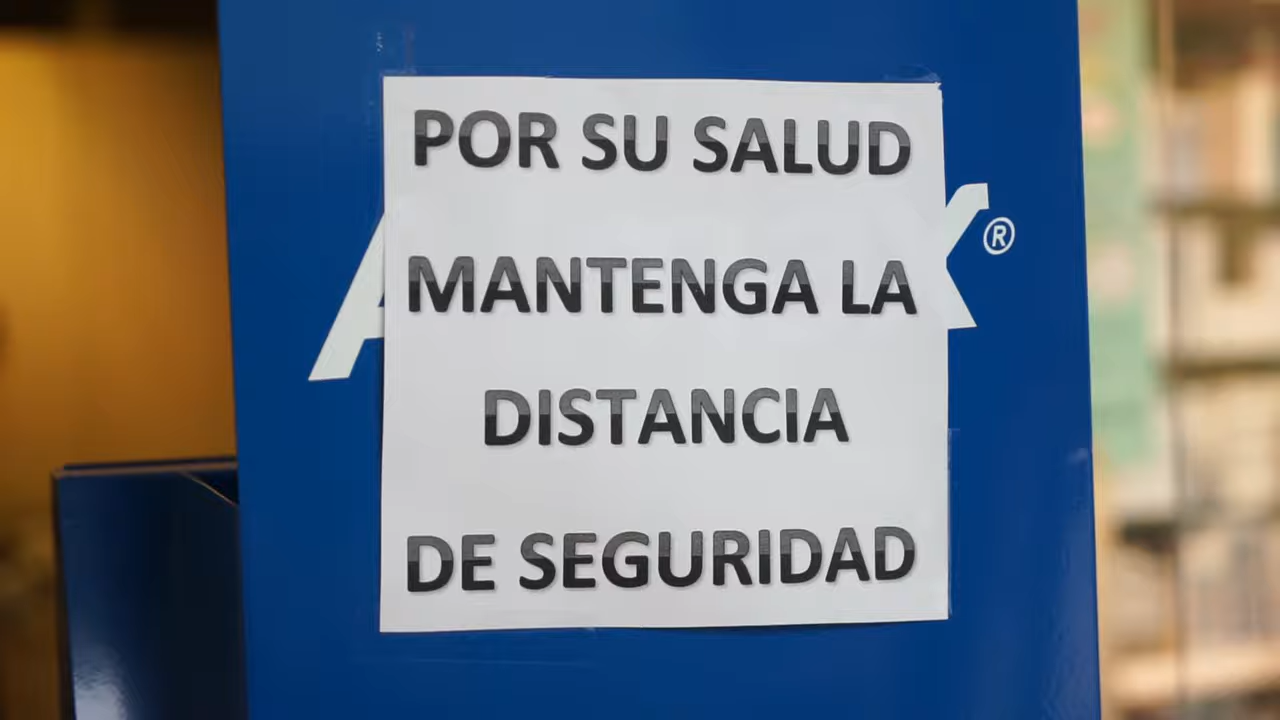 POR SU SALUD
MANTENGA LA
DISTANCIA
DE SEGURIDAD
®